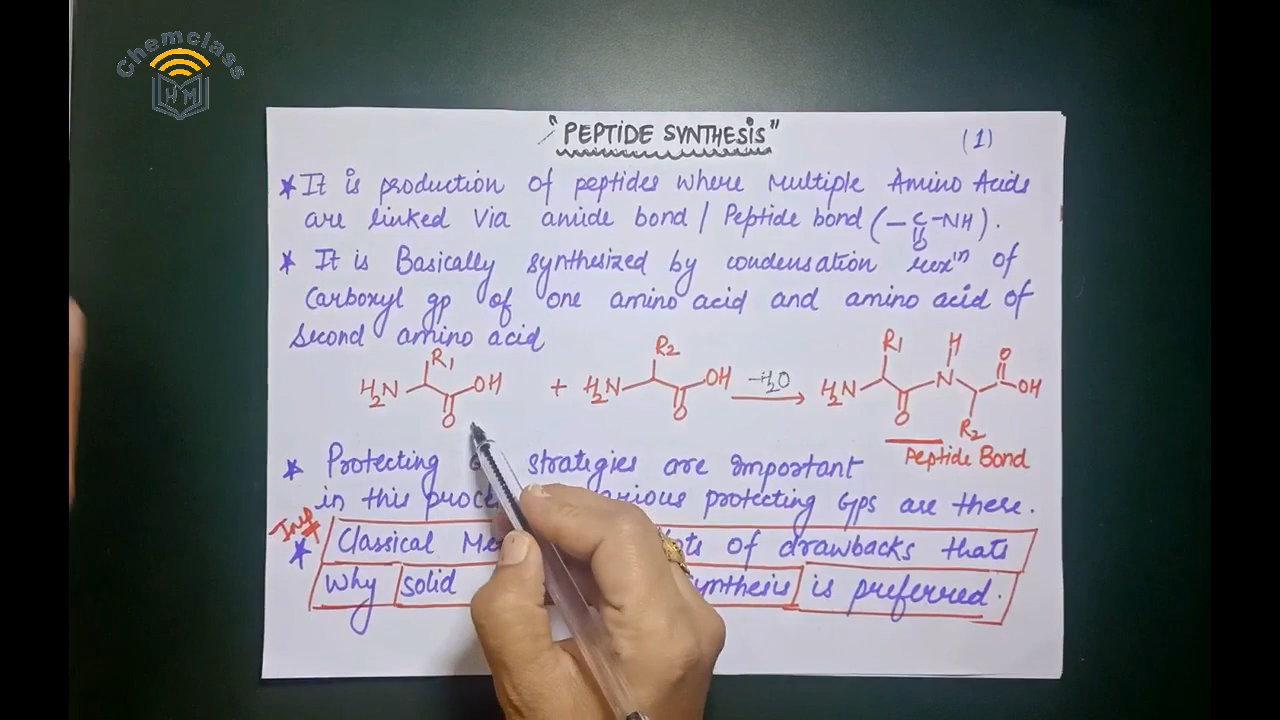 Chemclass
HM
"PEPTIDE SYNTHESIS"
(1)
★ It is production of peptides where Multiple Amino Acids
are linked Via amide bond / Peptide bond (-C-NH).
O
★ It is Basically synthesized by condensation rexⁿ of
Carboxyl gp of one amino acid and amino acid of
second amino acid
H₂N R₁ OH O + H₂N R₂ OH O -H₂O H₂N R₁ O H N R₂ O OH
Peptide Bond
★ Protecting strategies are important
in this various protecting Gps are there.
Imp
★ Classical lots of drawbacks thats
why solid synthesis is preferred.